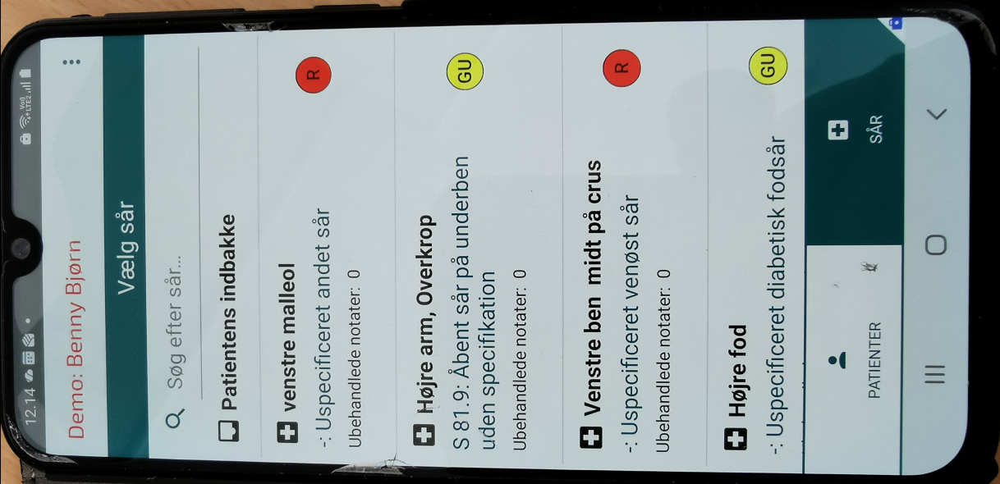 12.14
Vo))
LTE2
Demo: Benny Bjørn
Vælg sår
Søg efter sår...
Patientens indbakke
venstre malleol
R
-: Uspecificeret andet sår
Ubehandlede notater: 0
Højre arm, Overkrop
GU
S 81.9: Åbent sår på underben
uden specifikation
Ubehandlede notater: 0
Venstre ben midt på crus
R
-: Uspecificeret venøst sår
Ubehandlede notater: 0
Højre fod
GU
-: Uspecificeret diabetisk fodsår
PATIENTER
SÅR